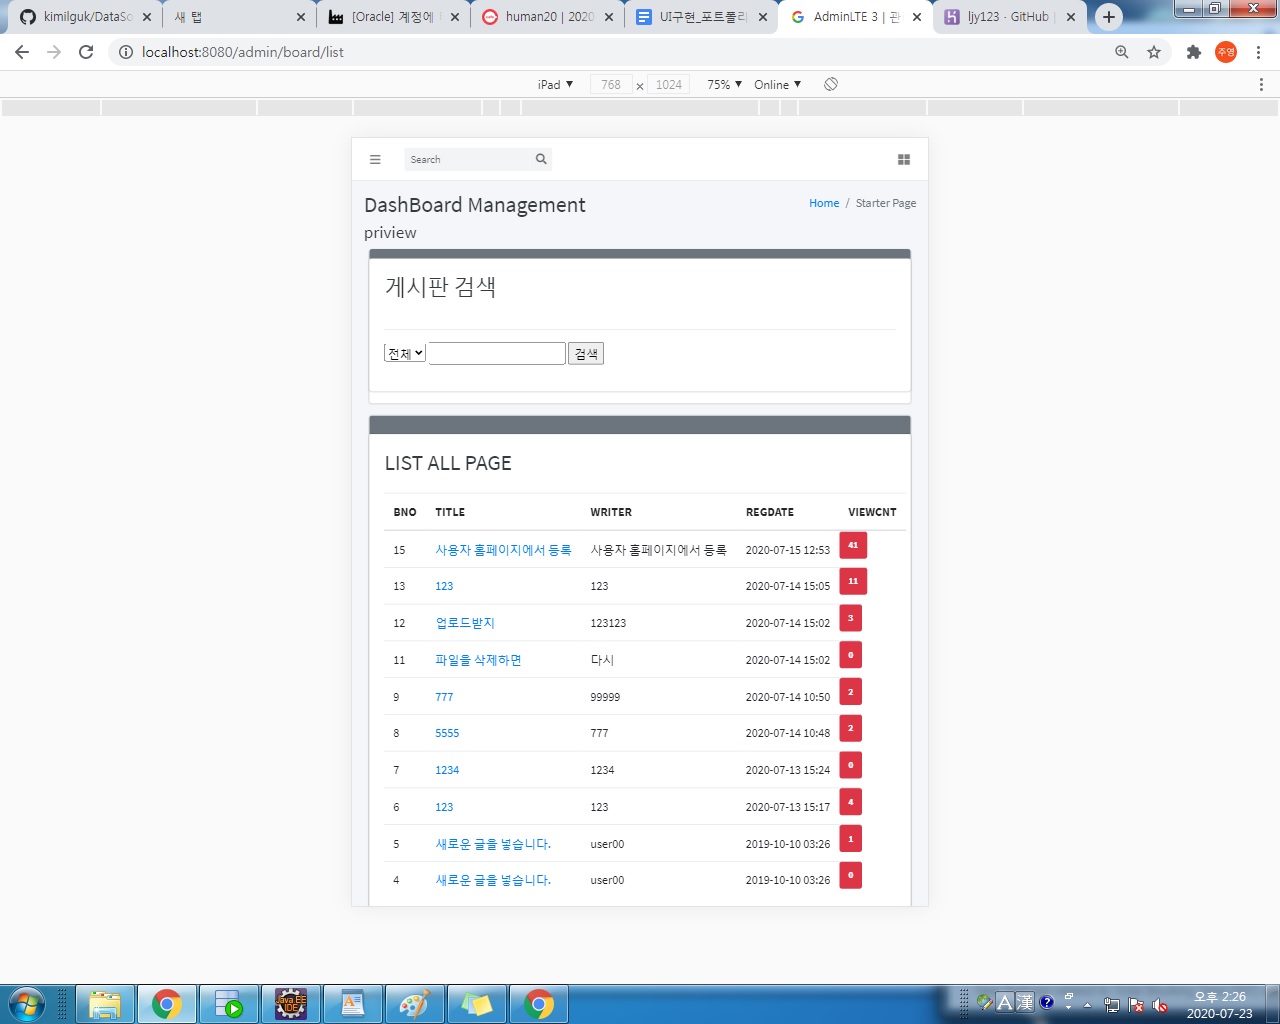 kimilguk/DataSo
새 탭
[Oracle] 계정에
human20 | 2020
UI구현_포트폴리
AdminLTE 3 | 관
ljy123 · GitHub
localhost:8080/admin/board/list
주영
iPad ▼ 768 x 1024 75% ▼ Online ▼
Search
DashBoard Management
Home / Starter Page
priview
게시판 검색
전체 검색
LIST ALL PAGE
BNO TITLE WRITER REGDATE VIEWCNT
15 사용자 홈페이지에서 등록 사용자 홈페이지에서 등록 2020-07-15 12:53 41
13 123 123 2020-07-14 15:05 11
12 업로드받지 123123 2020-07-14 15:02 3
11 파일을 삭제하면 다시 2020-07-14 15:02 0
9 777 99999 2020-07-14 10:50 2
8 5555 777 2020-07-14 10:48 2
7 1234 1234 2020-07-13 15:24 0
6 123 123 2020-07-13 15:17 4
5 새로운 글을 넣습니다. user00 2019-10-10 03:26 1
4 새로운 글을 넣습니다. user00 2019-10-10 03:26 0
Java EE
IDE
A 漢
오후 2:26
2020-07-23